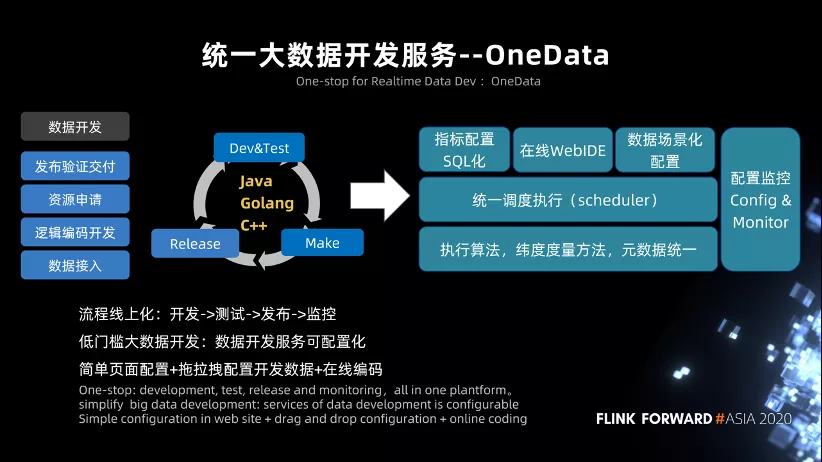 统一大数据开发服务--OneData
One-stop for Realtime Data Dev： OneData
数据开发
发布验证交付
资源申请
逻辑编码开发
数据接入
Dev&Test
Java
Golang
C++
Release
Make
指标配置
SQL化
在线WebIDE
数据场景化
配置
统一调度执行（scheduler）
执行算法，纬度度量方法，元数据统一
配置监控
Config &
Monitor
流程线上化：开发->测试->发布->监控
低门槛大数据开发：数据开发服务可配置化
简单页面配置+拖拉拽配置开发数据+在线编码
One-stop: development, test, release and monitoring，all in one plantform。
simplify big data development: services of data development is configurable
Simple configuration in web site + drag and drop configuration + online coding
FLINK FORWARD #ASIA 2020